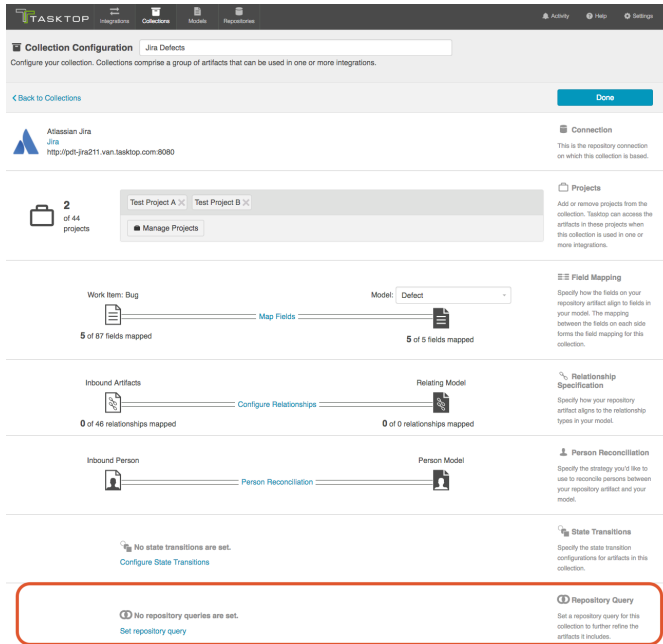 TASKTOP
Integrations
Collections
Models
Repositories
Activity
Help
Settings
Collection Configuration
Jira Defects
Configure your collection. Collections comprise a group of artifacts that can be used in one or more integrations.
Back to Collections
Done
Atlassian Jira
Jira
http://pdt-jira211.van.tasktop.com:8080
Connection
This is the repository connection
on which this collection is based.
2
of 44
projects
Test Project A
Test Project B
Manage Projects
Projects
Add or remove projects from the
collection. Tasktop can access the
artifacts in these projects when
this collection is used in one or
more integrations.
Work Item: Bug
Model:
Defect
Map Fields
5 of 87 fields mapped
5 of 5 fields mapped
Field Mapping
Specify how the fields on your
repository artifact align to fields in
your model. The mapping
between the fields on each side
forms the field mapping for this
collection.
Inbound Artifacts
Relating Model
Configure Relationships
0 of 46 relationships mapped
0 of 0 relationships mapped
Relationship
Specification
Specify how your repository
artifact aligns to the relationship
types in your model.
Inbound Person
Person Model
Person Reconciliation
Person Reconciliation
Specify the strategy you'd like to
use to reconcile persons between
your repository artifact and your
model.
No state transitions are set.
Configure State Transitions
State Transitions
Specify the state transition
configurations for artifacts in this
collection.
No repository queries are set.
Set repository query
Repository Query
Set a repository query for this
collection to further refine the
artifacts it includes.